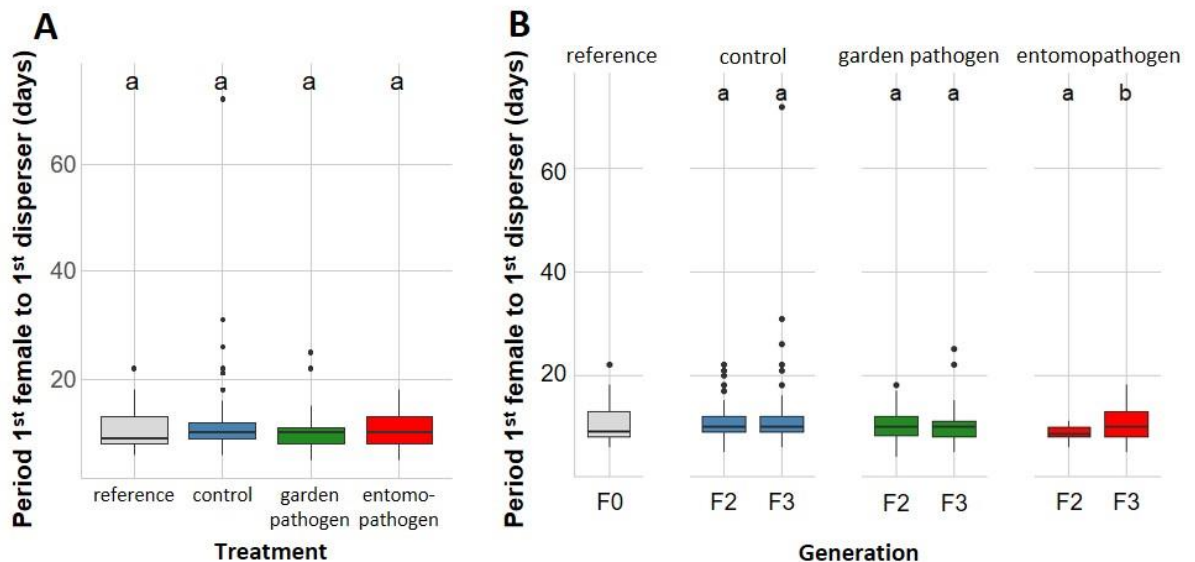 A
Period 1st female to 1st disperser (days)
a a a a
60
40
20
reference control garden entomo-
pathogen pathogen
Treatment
B
Period 1st female to 1st disperser (days)
reference control garden pathogen entomopathogen
a a a a a b
60
40
20
F0 F2 F3 F2 F3 F2 F3
Generation